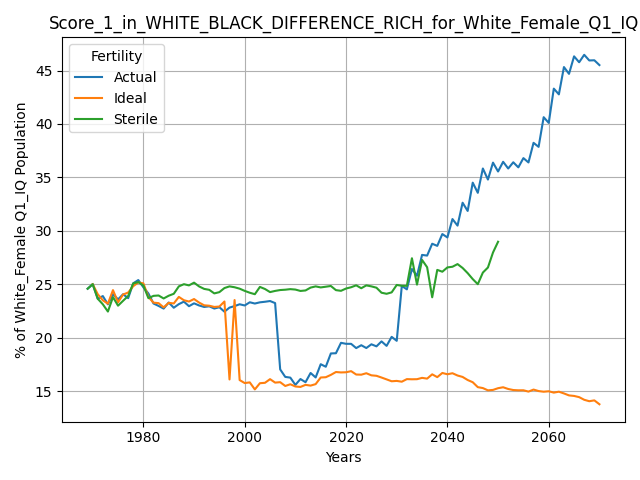 Score_1_in_WHITE_BLACK_DIFFERENCE_RICH_for_White_Female_Q1_IQ
Fertility
Actual
Ideal
Sterile
% of White_Female Q1_IQ Population
45
40
35
30
25
20
15
1980
2000
2020
2040
2060
Years